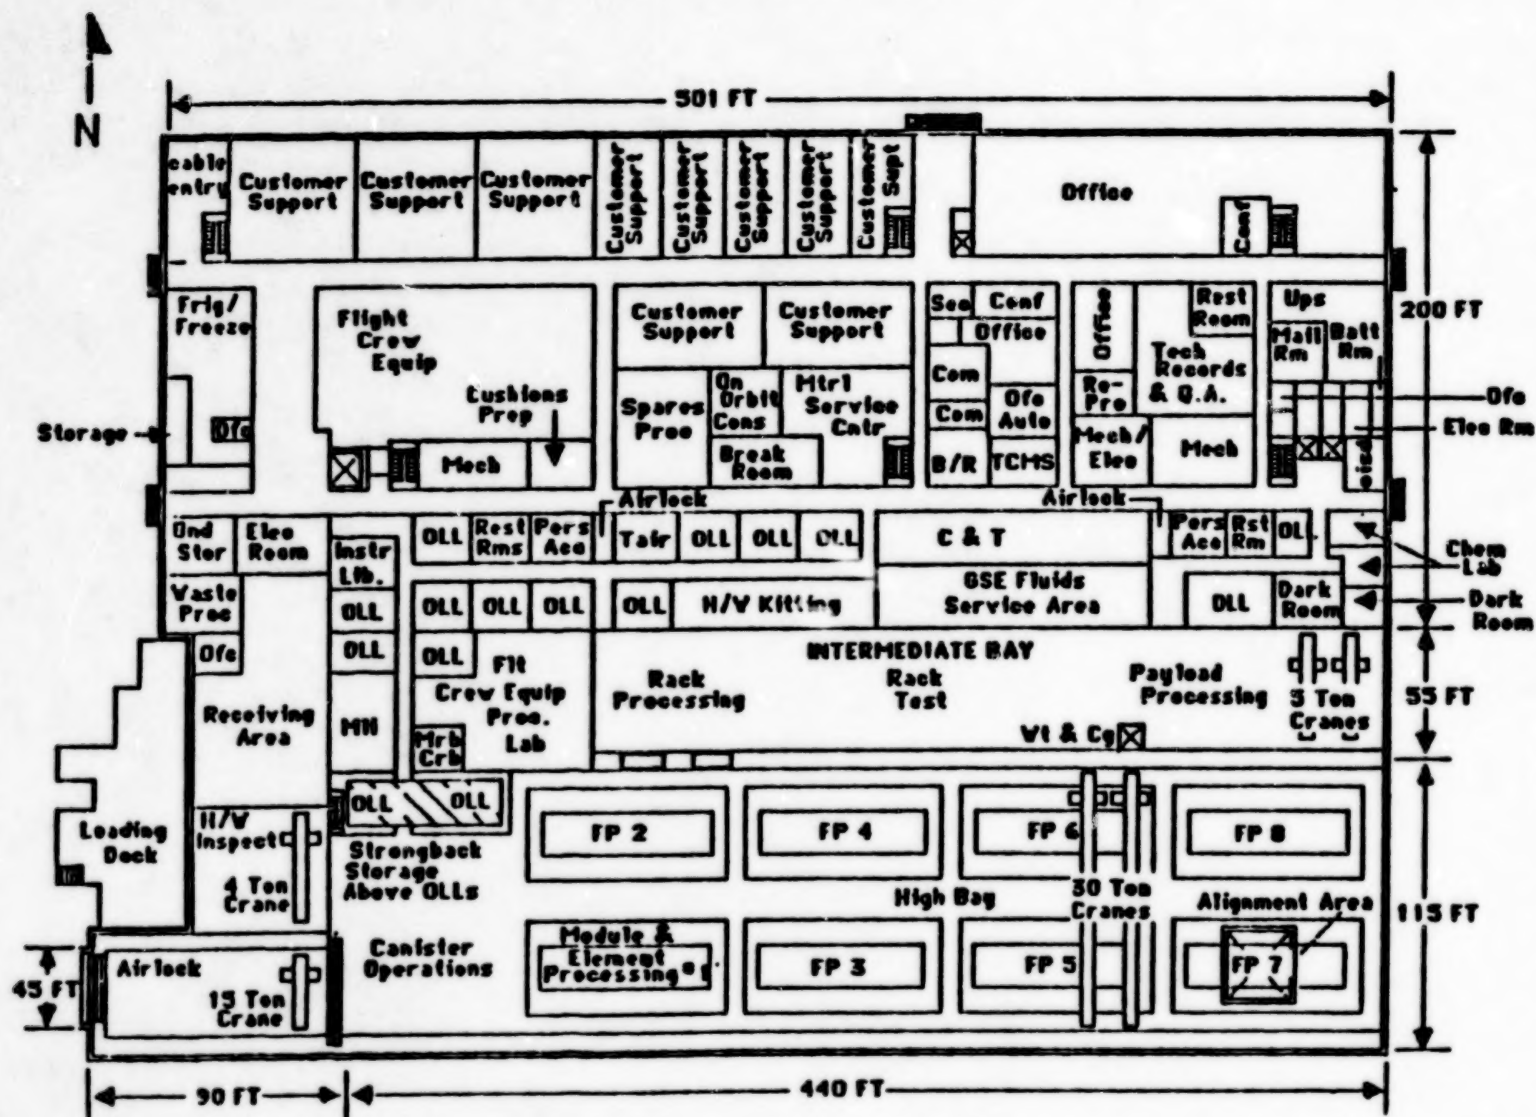 N
501 FT
cable
entry
Customer
Support
Customer
Support
Customer
Support
Customer
Support
Customer
Support
Customer
Support
Customer
Support
Customer
Supt
Office
Conf
200 FT
Frig/
Freeze
Storage
Ofc
Flight
Crew
Equip
Cushions
Prep
Mech
Customer
Support
Customer
Support
Spares
Proc
On
Orbit
Cons
Mtrl
Service
Cntr
Break
Room
Sec
Conf
Office
Com
Com
Ofc
Auto
B/R
TCMS
Office
Re-
Pro
Mech/
Elec
Rest
Room
Tech
Records
& Q.A.
Mech
Ups
Mail
Rm
Batt
Rm
Ofc
Elec Rm
Airlock
Airlock
Gnd
Stor
Elec
Room
Instr
Lib.
OLL
Rest
Rms
Pers
Acc
Tair
OLL
OLL
OLL
C & T
Pers
Acc
Rst
Rm
OL
Chem
Lab
Waste
Proc
OLL
OLL
OLL
OLL
OLL
H/W Kitting
GSE Fluids
Service Area
OLL
Dark
Room
Dark
Room
Ofc
OLL
OLL
Flt
Crew Equip
Proc.
Lab
INTERMEDIATE BAY
Rack
Processing
Rack
Test
Payload
Processing
5 Ton
Cranes
55 FT
Receiving
Area
MH
Mrb
Crb
Wt & Cg
Loading
Dock
H/W
Inspect
4 Ton
Crane
OLL
OLL
Strongback
Storage
Above OLLs
FP 2
FP 4
FP 6
FP 8
High Bay
30 Ton
Cranes
Alignment Area
115 FT
45 FT
Airlock
15 Ton
Crane
Canister
Operations
Module &
Element
Processing
FP 3
FP 5
FP 7
90 FT
440 FT